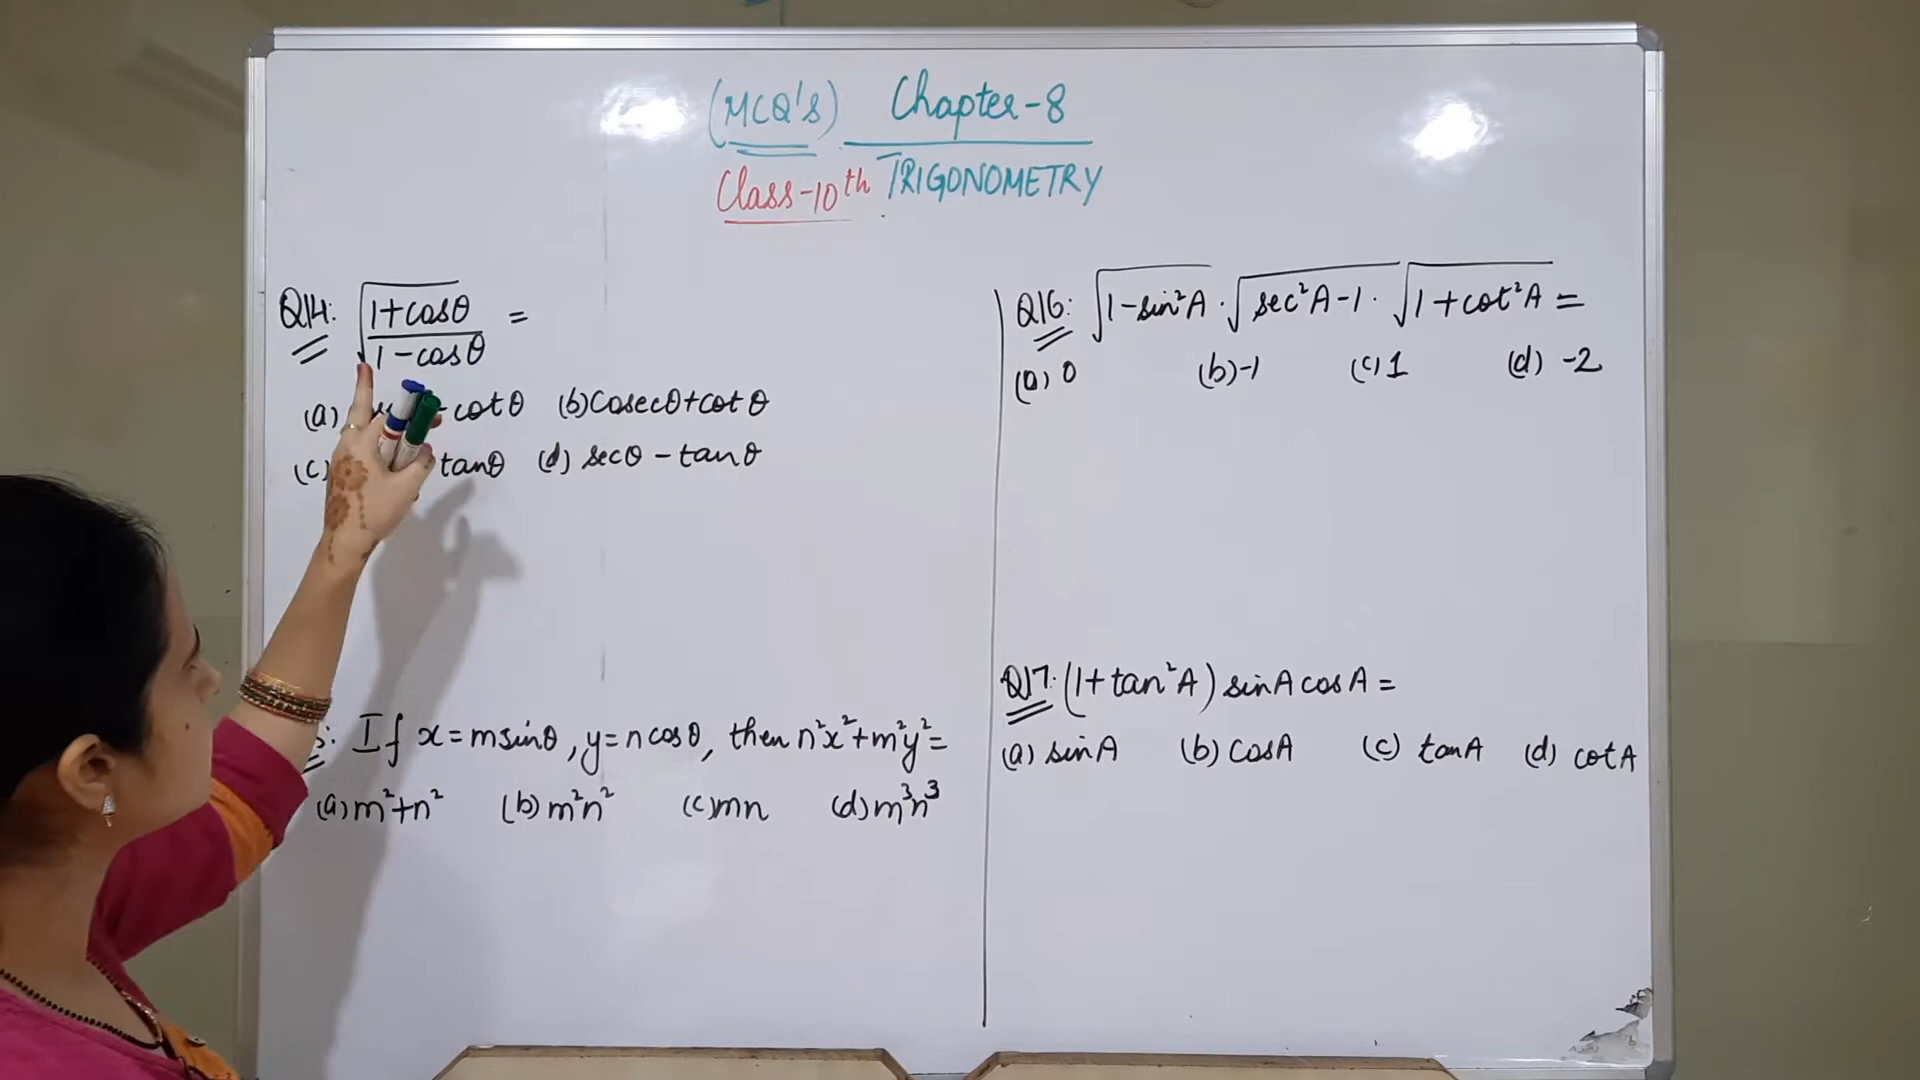 (MCQ's) Chapter-8
Class-10th TRIGONOMETRY
Q14: √(1+cosθ / 1-cosθ) =
(a) - cotθ (b) Cosecθ+cotθ
(c) tanθ (d) secθ - tanθ
: If x=msinθ, y=ncosθ, then n²x²+m²y²=
(a) m²+n² (b) m²n² (c) mn (d) m³n³
Q16: √1-sin²A · √sec²A-1 · √1+cot²A =
(a) 0 (b) -1 (c) 1 (d) -2
Q17: (1+tan²A) sinA cosA =
(a) sinA (b) CosA (c) tanA (d) cotA